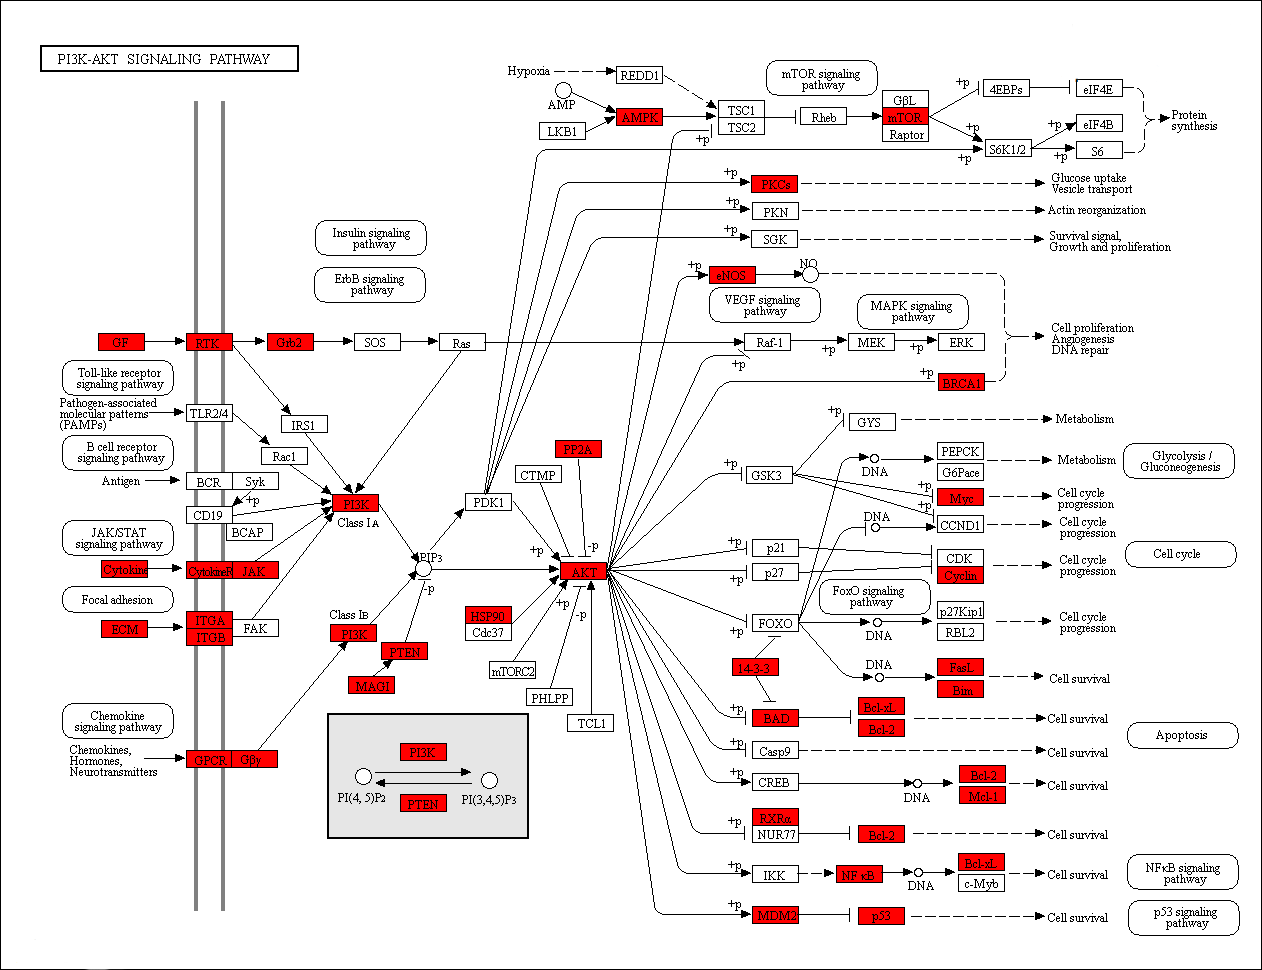 PI3K-AKT SIGNALING PATHWAY
Hypoxia
REDD1
mTOR signaling
pathway
AMP
AMPK
LKB1
TSC1
TSC2
+p
Rheb
GβL
mTOR
Raptor
+p
4EBPs
eIF4E
+p
+p
eIF4B
S6K1/2
+p
+p
S6
Protein
synthesis
+p
PKCs
Glucose uptake
Vesicle transport
+p
PKN
Actin reorganization
+p
SGK
Survival signal,
Growth and proliferation
Insulin signaling
pathway
ErbB signaling
pathway
+p
eNOS
NO
VEGF signaling
pathway
MAPK signaling
pathway
GF
RTK
Grb2
SOS
Ras
Raf-1
+p
+p
MEK
+p
ERK
Cell proliferation
Angiogenesis
DNA repair
+p
BRCA1
Toll-like receptor
signaling pathway
Pathogen-associated
molecular patterns
(PAMPs)
TLR2/4
IRS1
Rac1
B cell receptor
signaling pathway
Antigen
BCR
Syk
+p
CD19
BCAP
PI3K
Class IA
PDK1
CTMP
PP2A
+p
-p
+p
GYS
Metabolism
+p
GSK3
DNA
PEPCK
G6Pace
Metabolism
Glycolysis /
Gluconeogenesis
+p
Myc
Cell cycle
progression
+p
DNA
CCND1
Cell cycle
progression
JAK/STAT
signaling pathway
Cytokine
CytokineR
JAK
PIP3
-p
AKT
+p
p21
+p
p27
CDK
Cyclin
Cell cycle
progression
Cell cycle
Focal adhesion
ECM
ITGA
ITGB
FAK
Class IB
PI3K
PTEN
MAGI
HSP90
Cdc37
+p
-p
mTORC2
PHLPP
TCL1
FoxO signaling
pathway
+p
FOXO
DNA
p27Kip1
RBL2
Cell cycle
progression
14-3-3
DNA
FasL
Bim
Cell survival
Chemokine
signaling pathway
Chemokines,
Hormones,
Neurotransmitters
GPCR
Gβγ
PI3K
PI(4, 5)P2
PI(3,4,5)P3
PTEN
+p
BAD
Bcl-xL
Bcl-2
Cell survival
Apoptosis
+p
Casp9
Cell survival
+p
CREB
DNA
Bcl-2
Mcl-1
Cell survival
+p
RXRα
NUR77
Bcl-2
Cell survival
+p
IKK
NFκB
DNA
Bcl-xL
c-Myb
Cell survival
NFκB signaling
pathway
+p
MDM2
p53
Cell survival
p53 signaling
pathway